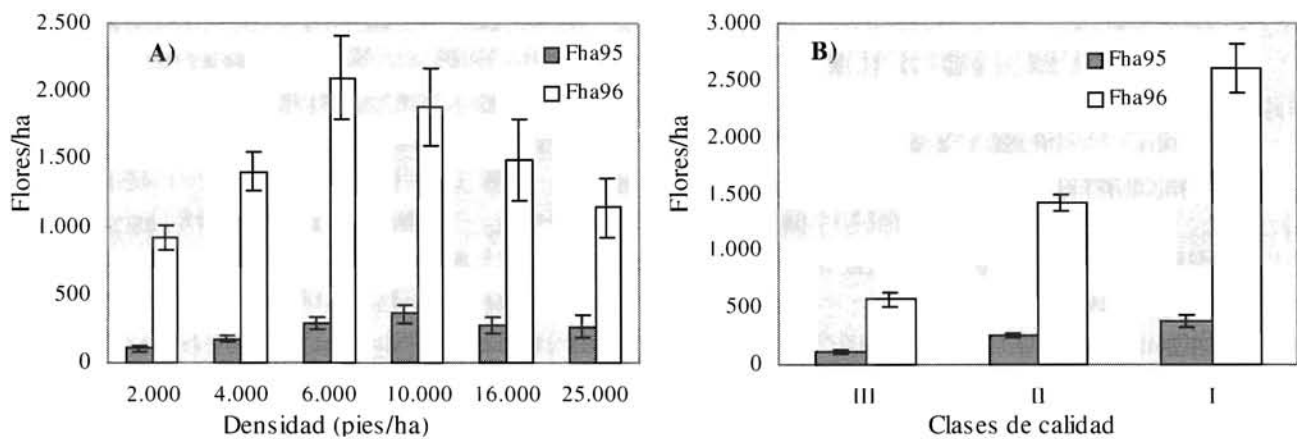 A)
Flores/ha
2.500
2.000
1.500
1.000
500
0
Fha95
Fha96
2.000 4.000 6.000 10.000 16.000 25.000
Densidad (pies/ha)
B)
Flores/ha
3.000
2.500
2.000
1.500
1.000
500
0
Fha95
Fha96
III II I
Clases de calidad